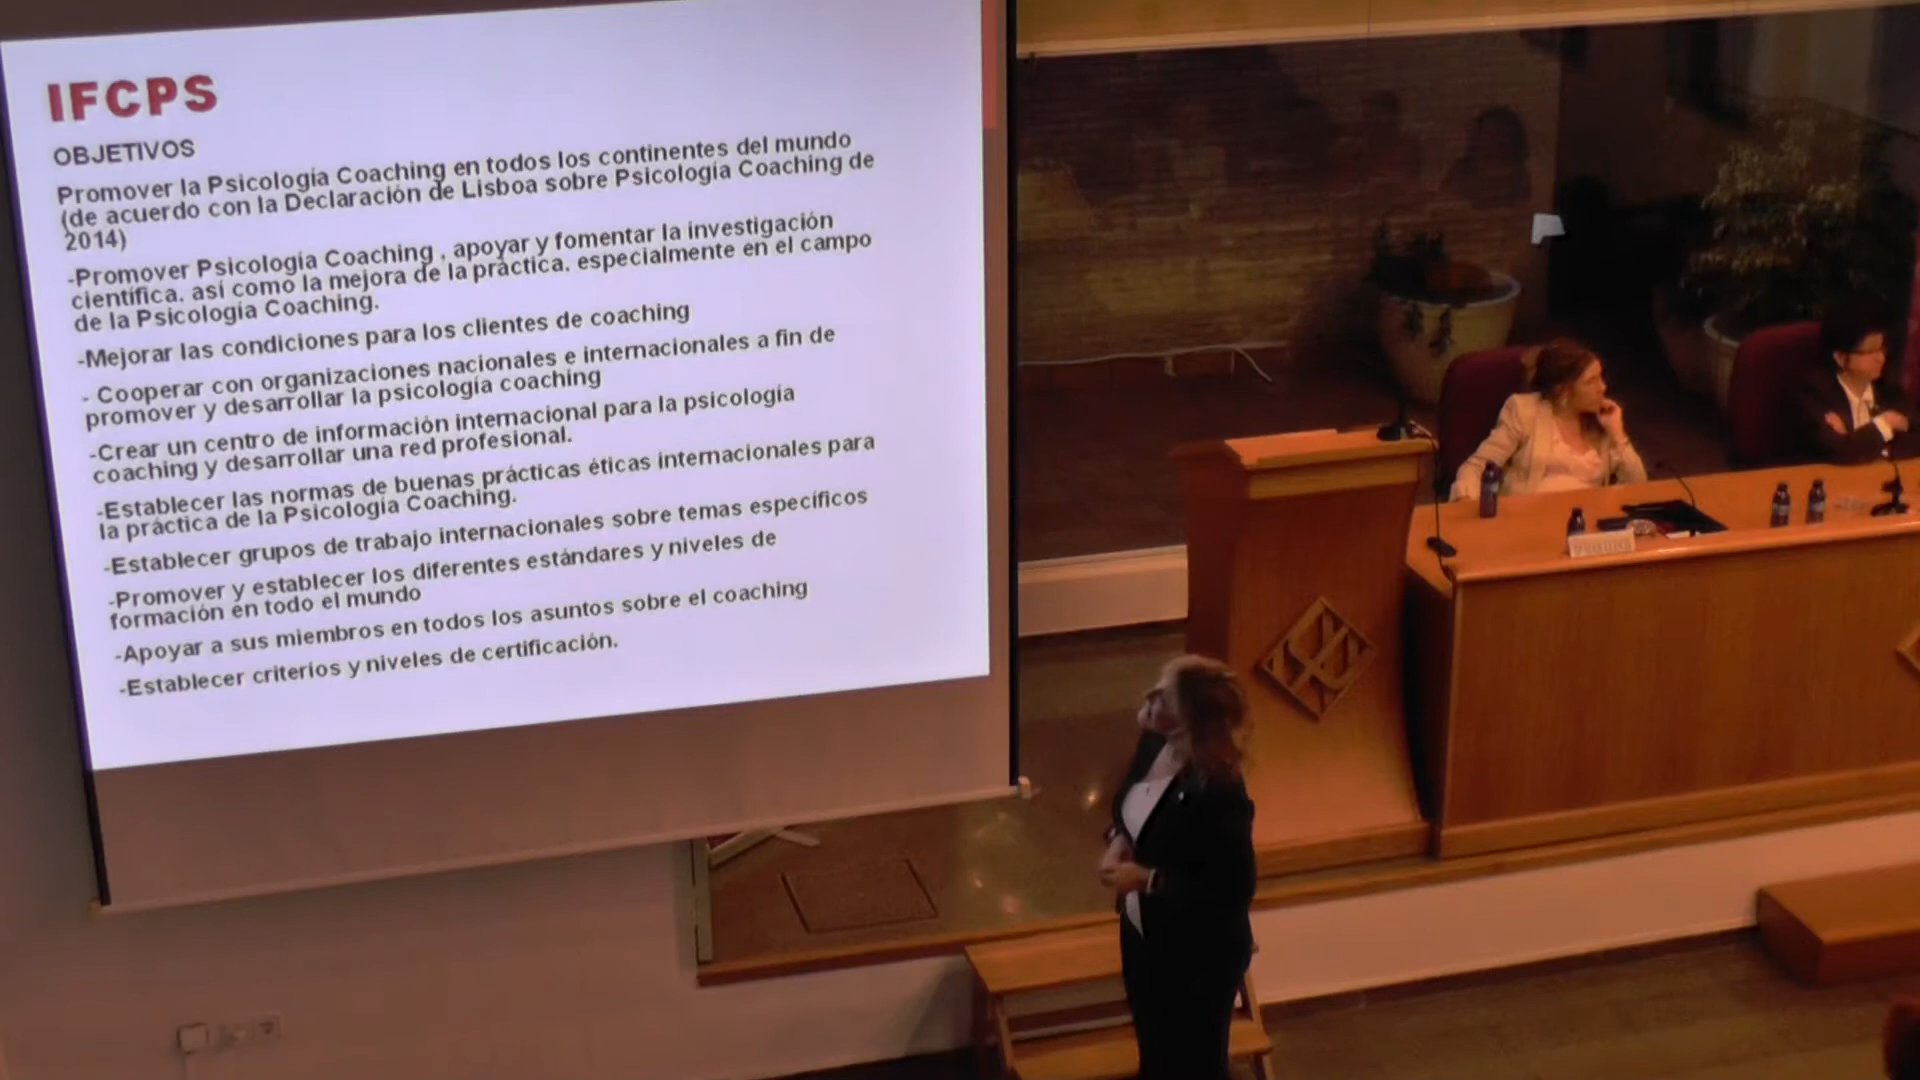 IFCPS
OBJETIVOS
Promover la Psicología Coaching en todos los continentes del mundo
(de acuerdo con la Declaración de Lisboa sobre Psicología Coaching de
2014)
-Promover Psicología Coaching , apoyar y fomentar la investigación
científica, así como la mejora de la práctica, especialmente en el campo
de la Psicología Coaching.
-Mejorar las condiciones para los clientes de coaching
- Cooperar con organizaciones nacionales e internacionales a fin de
promover y desarrollar la psicología coaching
-Crear un centro de información internacional para la psicología
coaching y desarrollar una red profesional.
-Establecer las normas de buenas prácticas éticas internacionales para
la práctica de la Psicología Coaching.
-Establecer grupos de trabajo internacionales sobre temas específicos
-Promover y establecer los diferentes estándares y niveles de
formación en todo el mundo
-Apoyar a sus miembros en todos los asuntos sobre el coaching
-Establecer criterios y niveles de certificación.